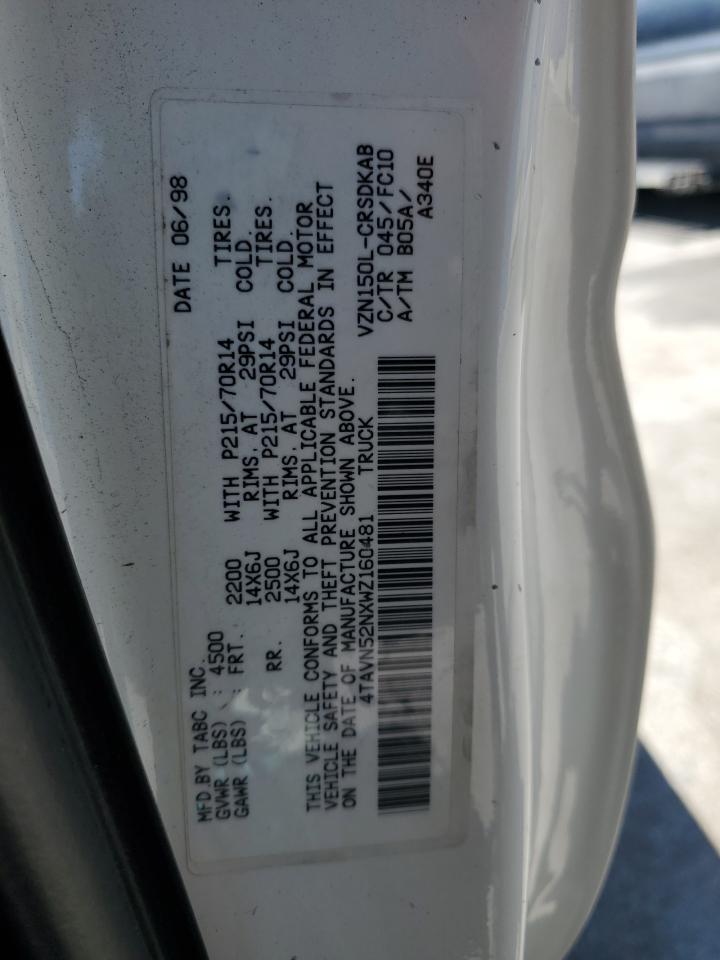 MFD.BY TABC INC. DATE 06/98
GVWR (LBS) : 4500
GAWR (LBS) : FRT. 2200 WITH P215/70R14 TIRES.
14X6J RIMS, AT 29PSI COLD.
RR. 2500 WITH P215/70R14 TIRES.
14X6J RIMS, AT 29PSI COLD.
THIS VEHICLE CONFORMS TO ALL APPLICABLE FEDERAL MOTOR
VEHICLE SAFETY AND THEFT PREVENTION STANDARDS IN EFFECT
ON THE DATE OF MANUFACTURE SHOWN ABOVE.
4TAVN52NXWZ160481 TRUCK
VZN150L-CRSDKAB
C/TR 045/FC10
A/TM B05A/
A340E